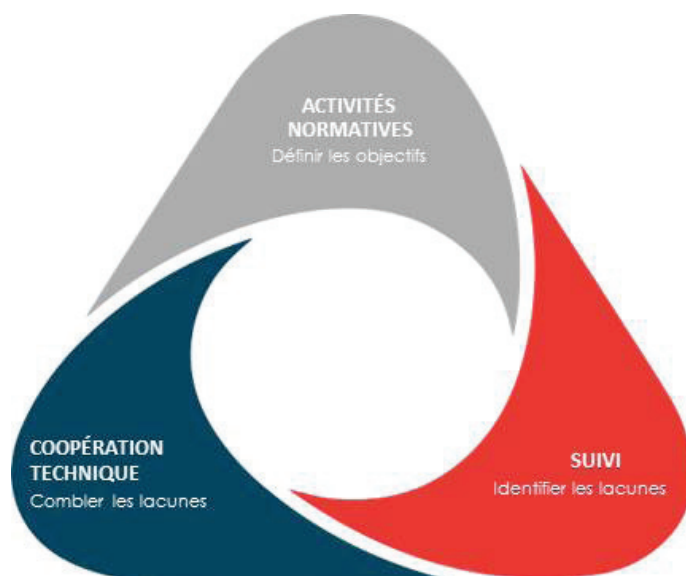 ACTIVITÉS
NORMATIVES
Définir les objectifs
COOPÉRATION
TECHNIQUE
Combler les lacunes
SUIVI
Identifier les lacunes